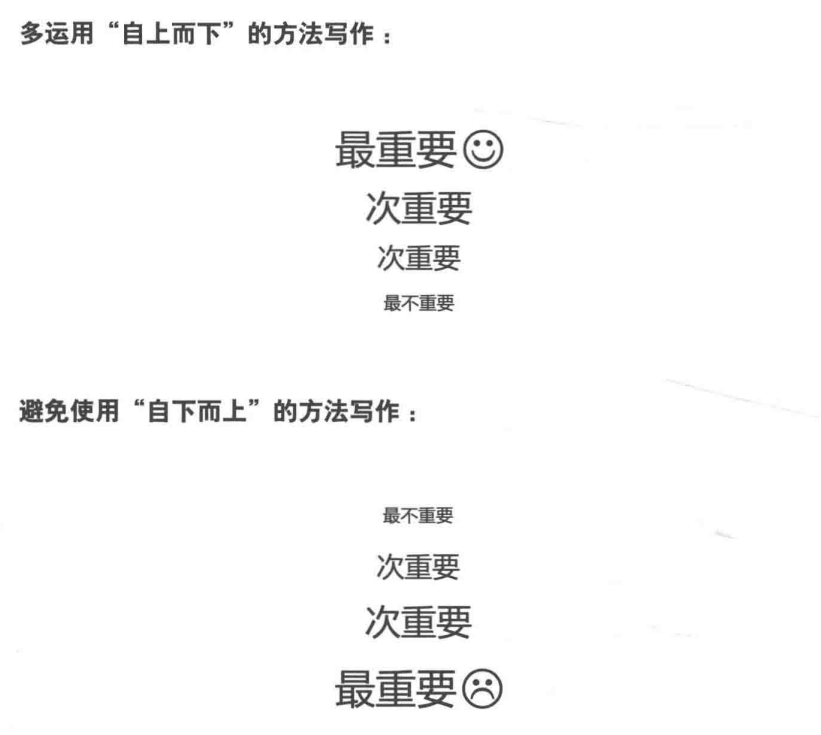 多运用“自上而下”的方法写作：
最重要☺
次重要
次重要
最不重要
避免使用“自下而上”的方法写作：
最不重要
次重要
次重要
最重要☹